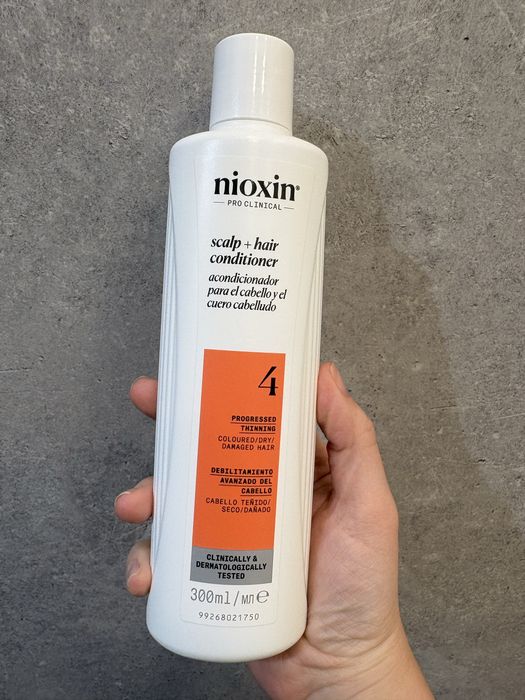 nioxin®
PRO CLINICAL
scalp + hair
conditioner
acondicionador
para el cabello y el
cuero cabelludo
4
PROGRESSED
THINNING
COLOURED/DRY/
DAMAGED HAIR
DEBILITAMIENTO
AVANZADO DEL
CABELLO
CABELLO TEÑIDO/
SECO/DAÑADO
CLINICALLY &
DERMATOLOGICALLY
TESTED
300ml/мл℮
99268021750